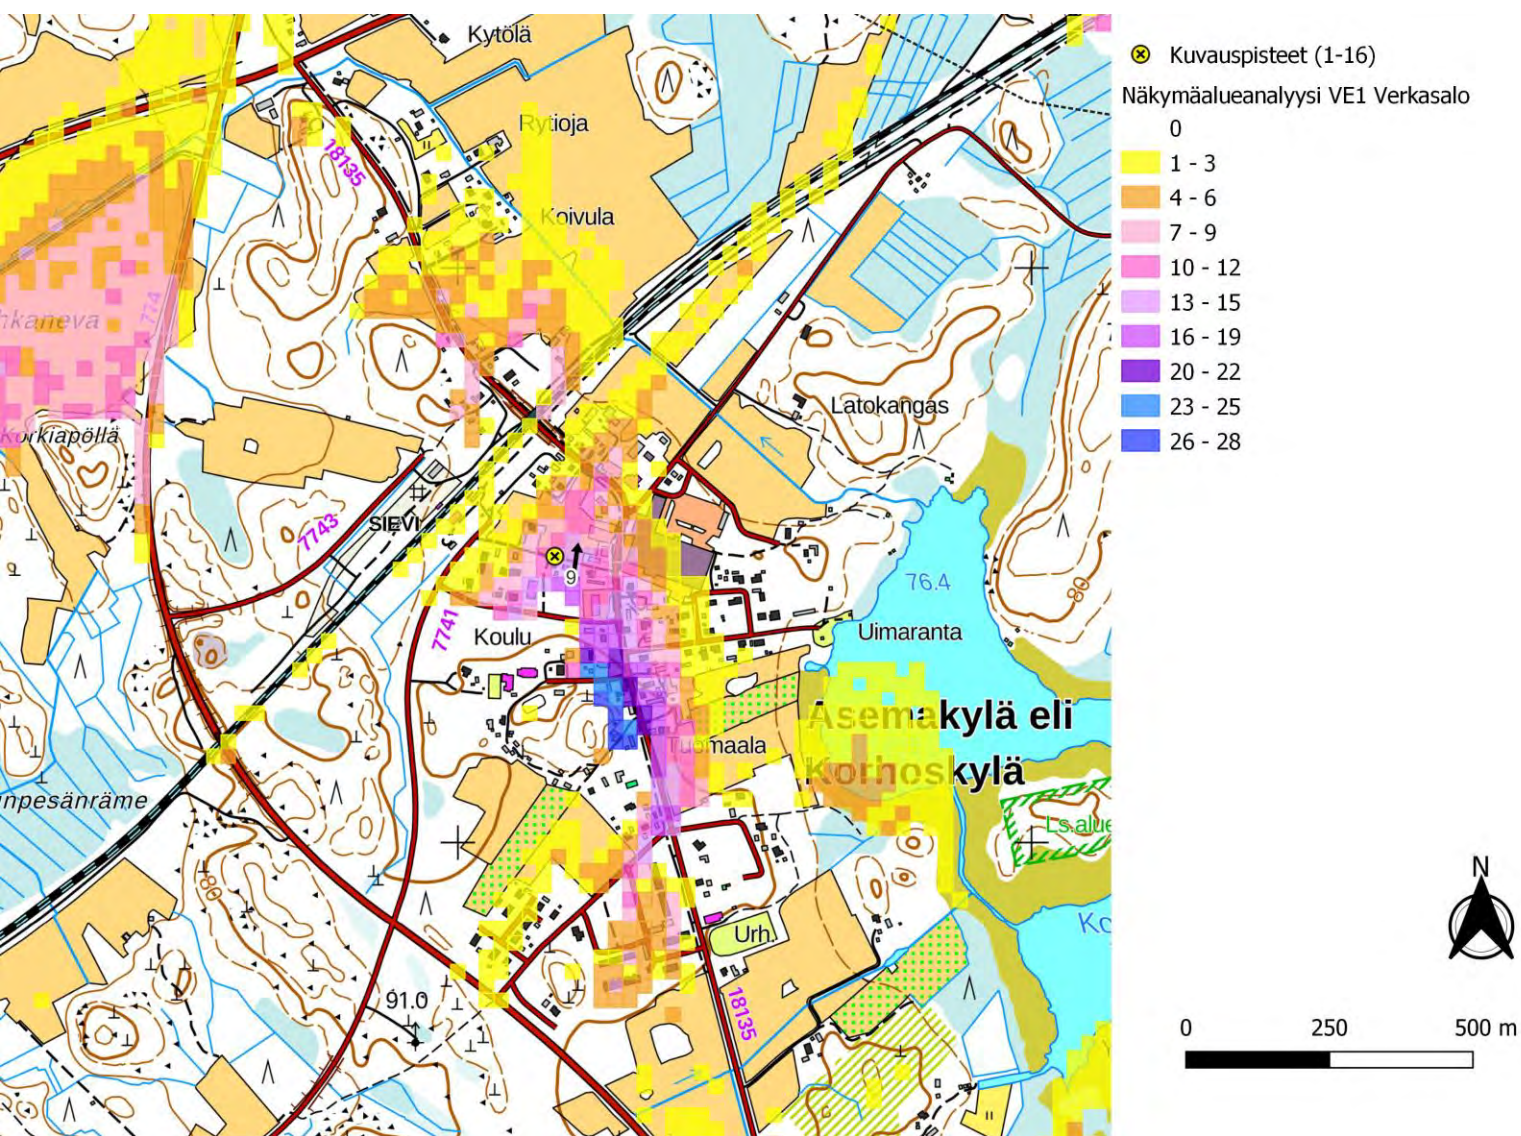 Kytölä
Rytioja
18135
Koivula
774
hkaneva
Korkiapöllä
Latokangas
7743
SIEVI
9
76.4
80
7741
Koulu
Uimaranta
Asemakylä eli
Korhoskylä
Tuomaala
npesänräme
Ls.alue
80
Urh.
Ko
91.0
18135
Kuvauspisteet (1-16)
Näkymäalueanalyysi VE1 Verkasalo
0
1 - 3
4 - 6
7 - 9
10 - 12
13 - 15
16 - 19
20 - 22
23 - 25
26 - 28
N
0 250 500 m